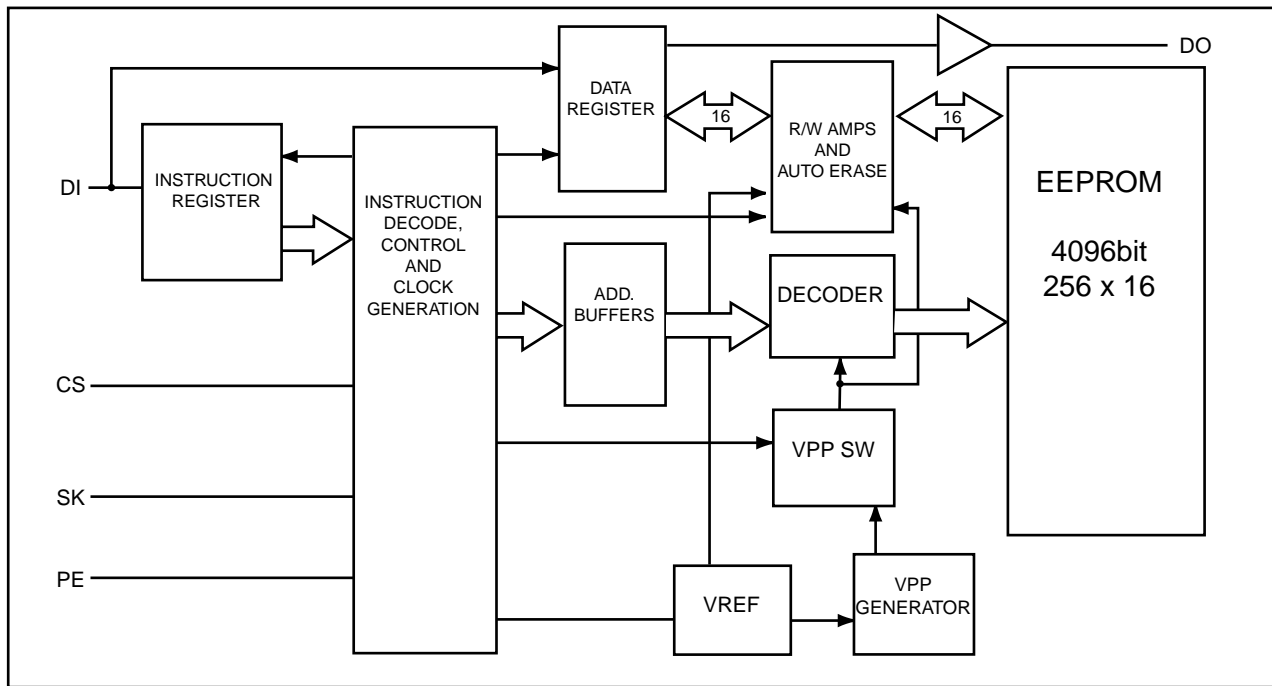 DO
DATA
REGISTER
16
R/W AMPS
AND
AUTO ERASE
16
EEPROM
4096bit
256 x 16
DI
INSTRUCTION
REGISTER
INSTRUCTION
DECODE,
CONTROL
AND
CLOCK
GENERATION
ADD.
BUFFERS
DECODER
CS
VPP SW
SK
PE
VREF
VPP
GENERATOR